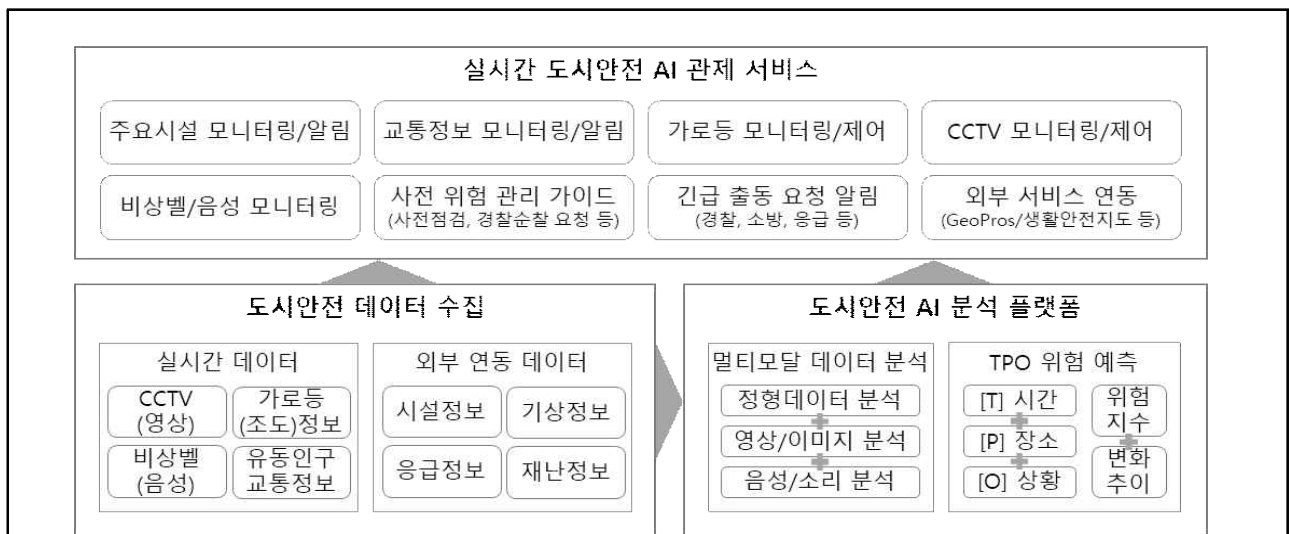 실시간 도시안전 AI 관제 서비스
주요시설 모니터링/알림
교통정보 모니터링/알림
가로등 모니터링/제어
CCTV 모니터링/제어
비상벨/음성 모니터링
사전 위험 관리 가이드
(사전점검, 경찰순찰 요청 등)
긴급 출동 요청 알림
(경찰, 소방, 응급 등)
외부 서비스 연동
(GeoPros/생활안전지도 등)
도시안전 데이터 수집
실시간 데이터
CCTV
(영상)
가로등
(조도)정보
비상벨
(음성)
유동인구
교통정보
외부 연동 데이터
시설정보
기상정보
응급정보
재난정보
도시안전 AI 분석 플랫폼
멀티모달 데이터 분석
정형데이터 분석
영상/이미지 분석
음성/소리 분석
TPO 위험 예측
[T] 시간
[P] 장소
[O] 상황
위험
지수
변화
추이